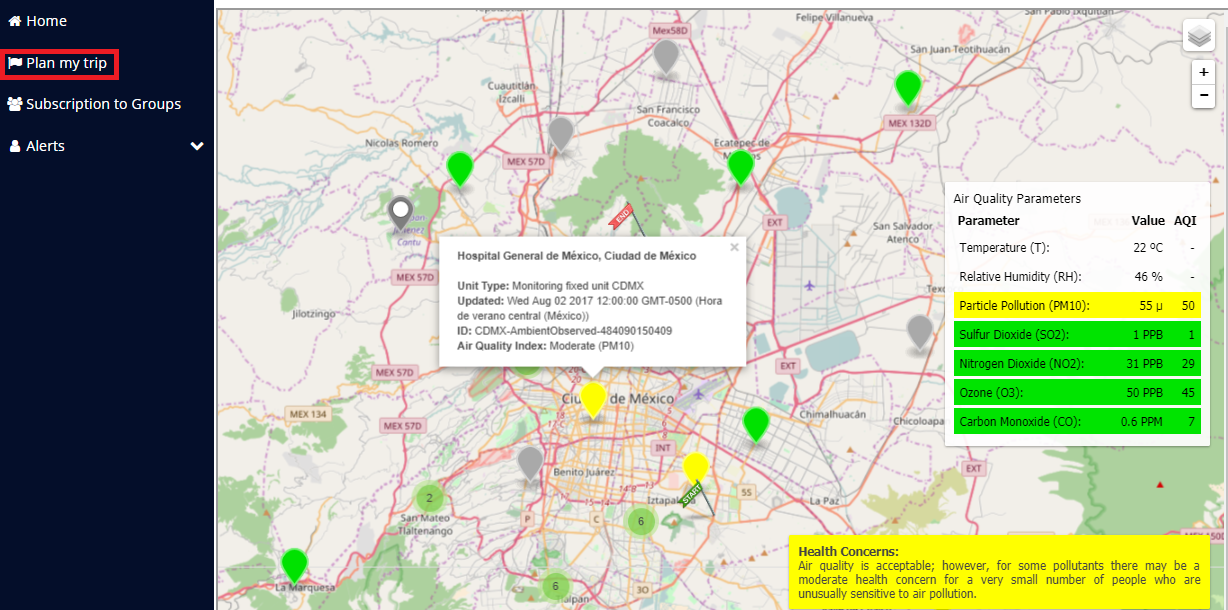 Home
Plan my trip
Subscription to Groups
Alerts
Felipe Villanueva
San Pablo Ixquitlan
Mex58D
San Juan Teotihuacán
+
−
Cuautitlan
Izcalli
San Francisco
Coacalco
MEX 132D
Nicolas Romero
MEX 57D
Ecatepec de
END
EXT
San Salvador
Atenco
Cantu
MEX 57D
Jilotzingo
EXT
MEX 57D
MEX 134
MEX 57D
Chimalhuacán
Chicoloapa
INT
EXT
Benito Juárez
START
Iztapala
55
La Paz
2
San Mateo
Tlaltenango
P
C
6
La Marquesa
6
Tlalpan
3O
Hospital General de México, Ciudad de México
×
Unit Type: Monitoring fixed unit CDMX
Updated: Wed Aug 02 2017 12:00:00 GMT-0500 (Hora
de verano central (México))
ID: CDMX-AmbientObserved-484090150409
Air Quality Index: Moderate (PM10)
Ciudad de México
Air Quality Parameters
Parameter Value AQI
Temperature (T): 22 ºC -
Relative Humidity (RH): 46 % -
Particle Pollution (PM10): 55 µ 50
Sulfur Dioxide (SO2): 1 PPB 1
Nitrogen Dioxide (NO2): 31 PPB 29
Ozone (O3): 50 PPB 45
Carbon Monoxide (CO): 0.6 PPM 7
Health Concerns:
Air quality is acceptable; however, for some pollutants there may be a
moderate health concern for a very small number of people who are
unusually sensitive to air pollution.